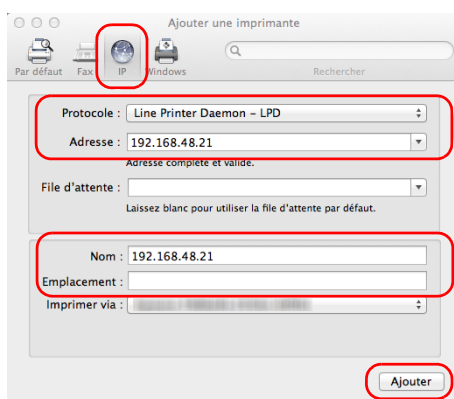 Ajouter une imprimante
Par défaut Fax IP Windows Rechercher
Protocole : Line Printer Daemon – LPD
Adresse : 192.168.48.21
Adresse complète et valide.
File d'attente :
Laissez blanc pour utiliser la file d'attente par défaut.
Nom : 192.168.48.21
Emplacement :
Imprimer via :
Ajouter